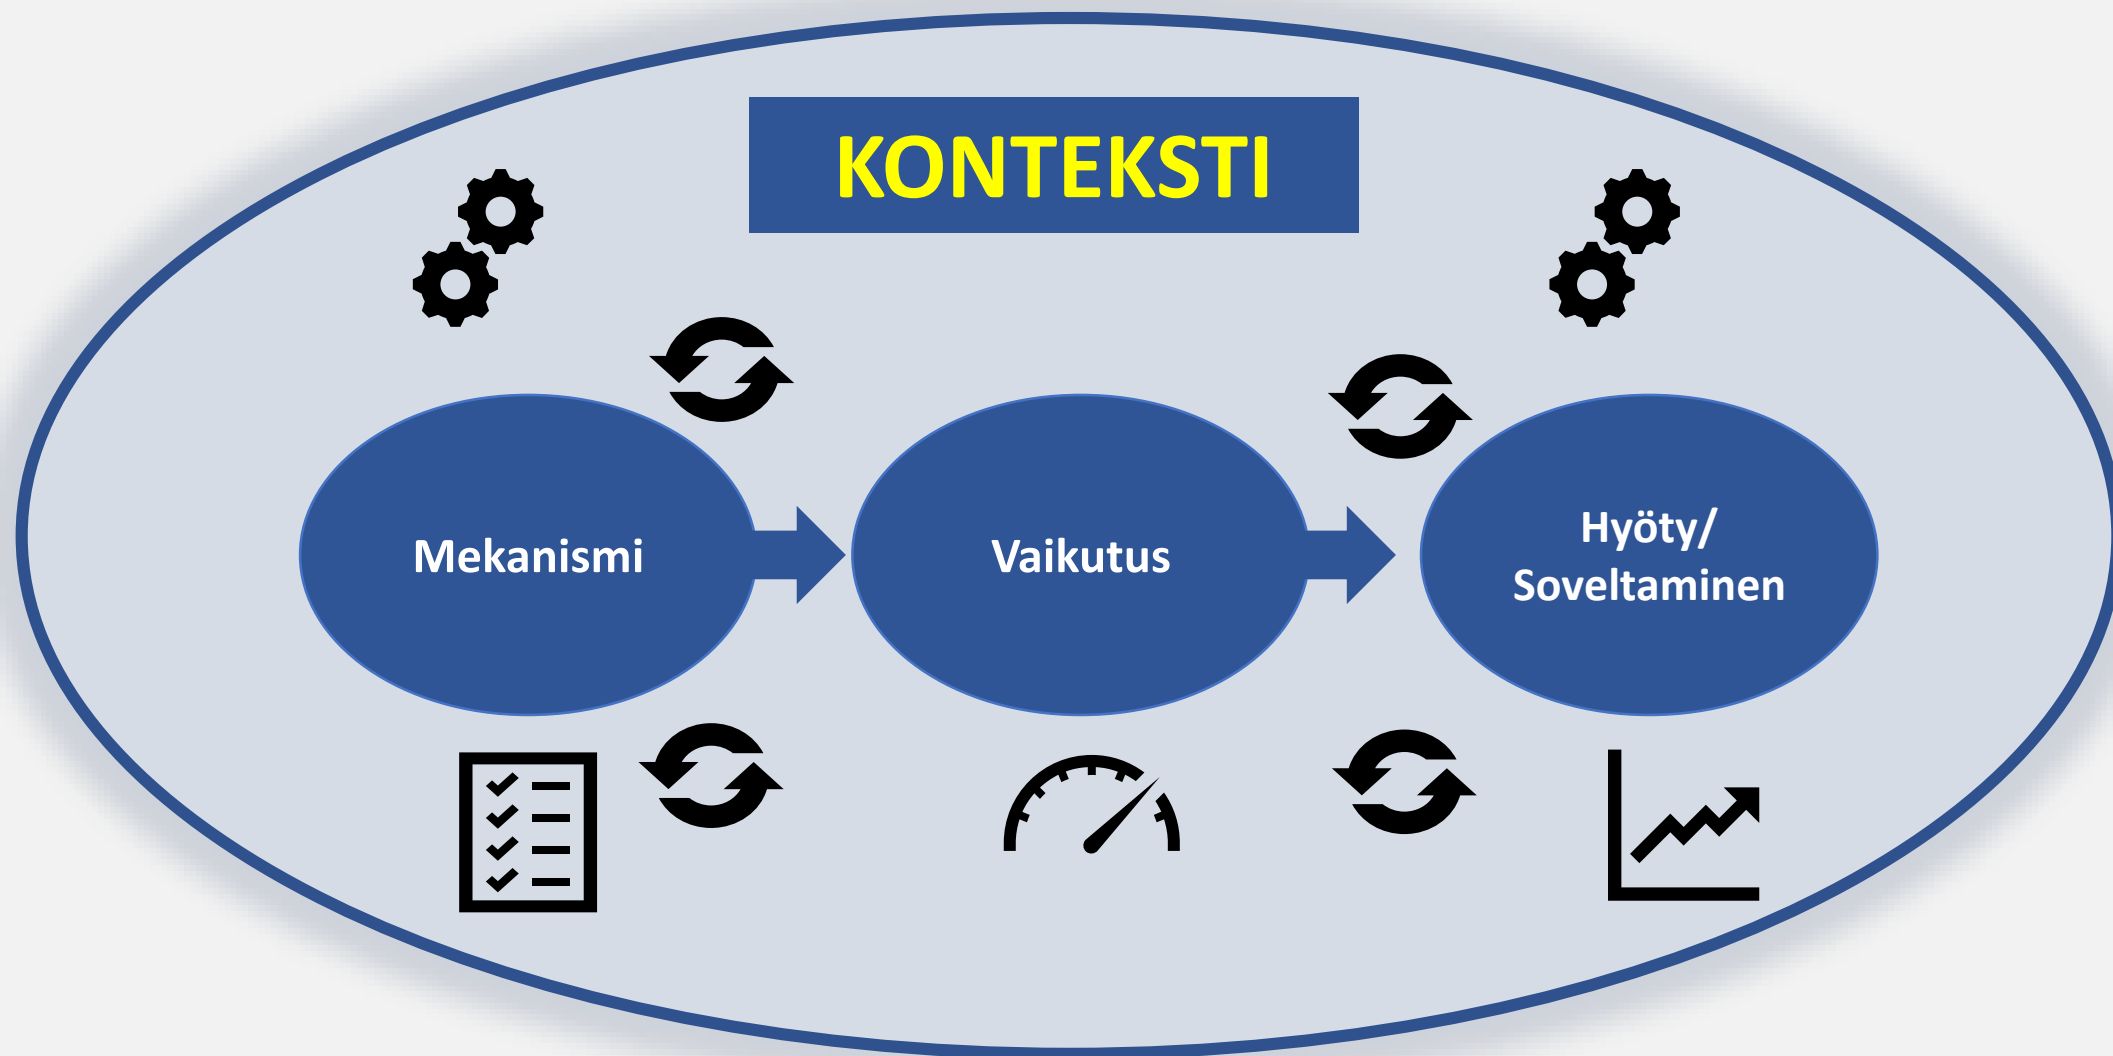 KONTEKSTI
Mekanismi
Vaikutus
Hyöty/
Soveltaminen